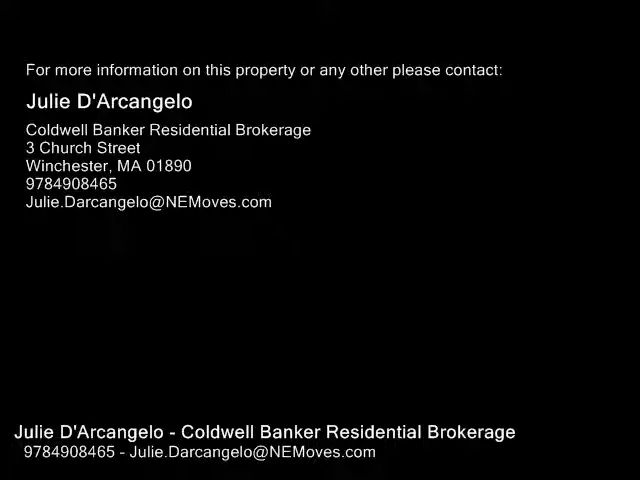 For more information on this property or any other please contact:
Julie D'Arcangelo
Coldwell Banker Residential Brokerage
3 Church Street
Winchester, MA 01890
9784908465
Julie.Darcangelo@NEMoves.com
Julie D'Arcangelo - Coldwell Banker Residential Brokerage
9784908465 - Julie.Darcangelo@NEMoves.com